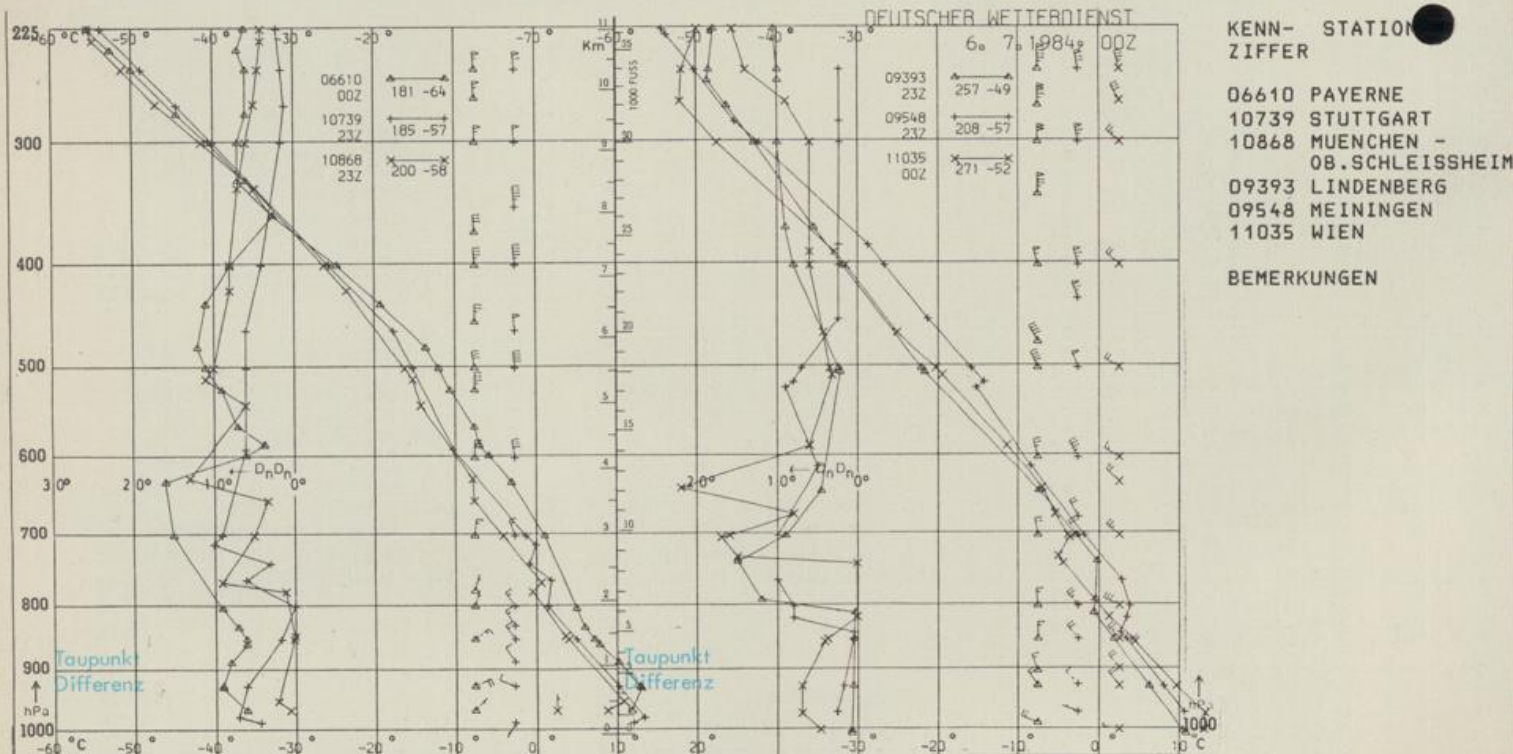 DEUTSCHER WETTERDIENST
6. 7. 1984. 00Z
225 -60 °C -50° -40° -30° -20° -70° -60° -40° -30°
Km 11
1000 FUSS
06610 00Z 181 -64
10739 23Z 185 -57
10868 23Z 200 -58
09393 23Z 257 -49
09548 23Z 208 -57
11035 00Z 271 -52
300
400
500
600
30° 20° 10° 0° DnDn
20° 10° 0° DnDn
700
800
900
1000
hPa
Taupunkt
Differenz
Taupunkt
Differenz
hPa
1000
-60 °C -50° -40° -30° -20° -10° 0° 10° -30° -20° -10° 0° 10 °C
KENN- STATION
ZIFFER
06610 PAYERNE
10739 STUTTGART
10868 MUENCHEN -
OB.SCHLEISSHEIM
09393 LINDENBERG
09548 MEININGEN
11035 WIEN
BEMERKUNGEN